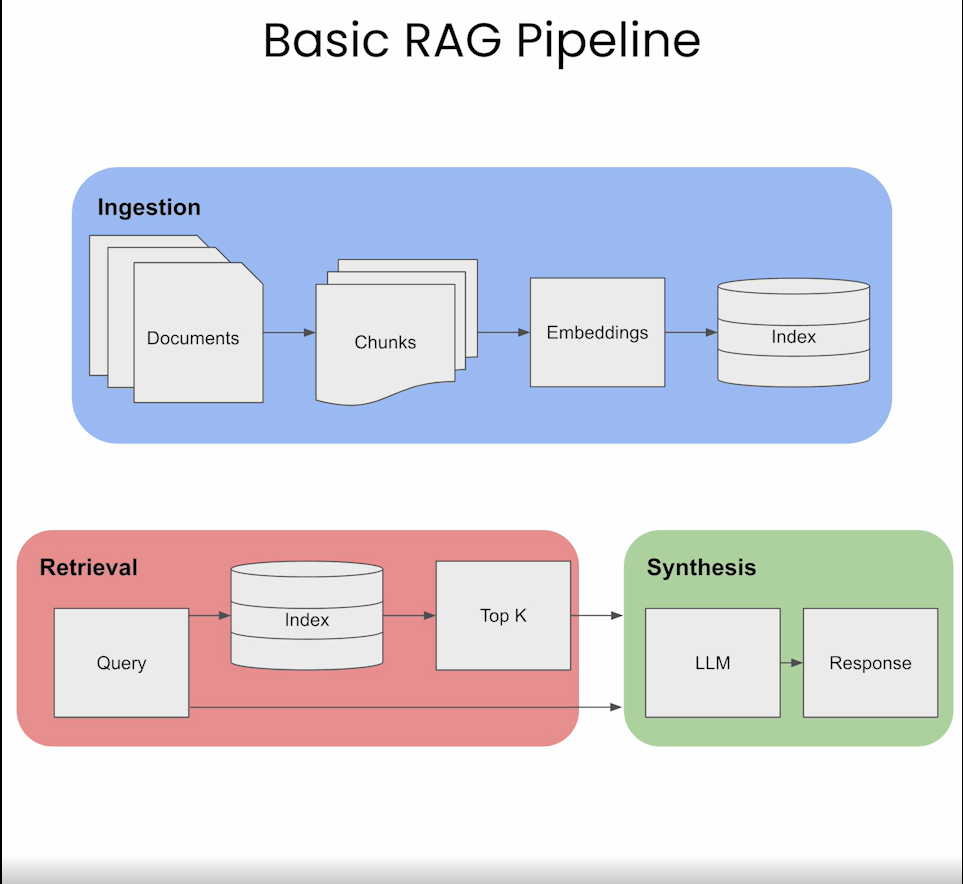 Basic RAG Pipeline
Ingestion
Documents
Chunks
Embeddings
Index
Retrieval
Query
Index
Top K
Synthesis
LLM
Response